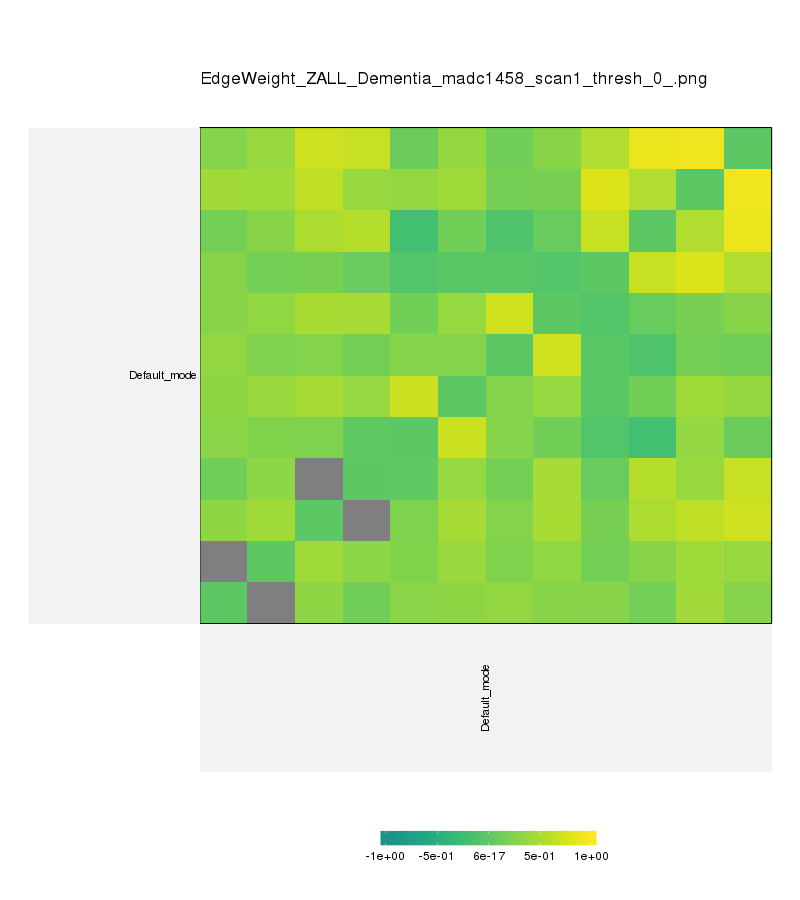 EdgeWeight_ZALL_Dementia_madc1458_scan1_thresh_0_.png
Default_mode
Default_mode
-1e+00 -5e-01 6e-17 5e-01 1e+00